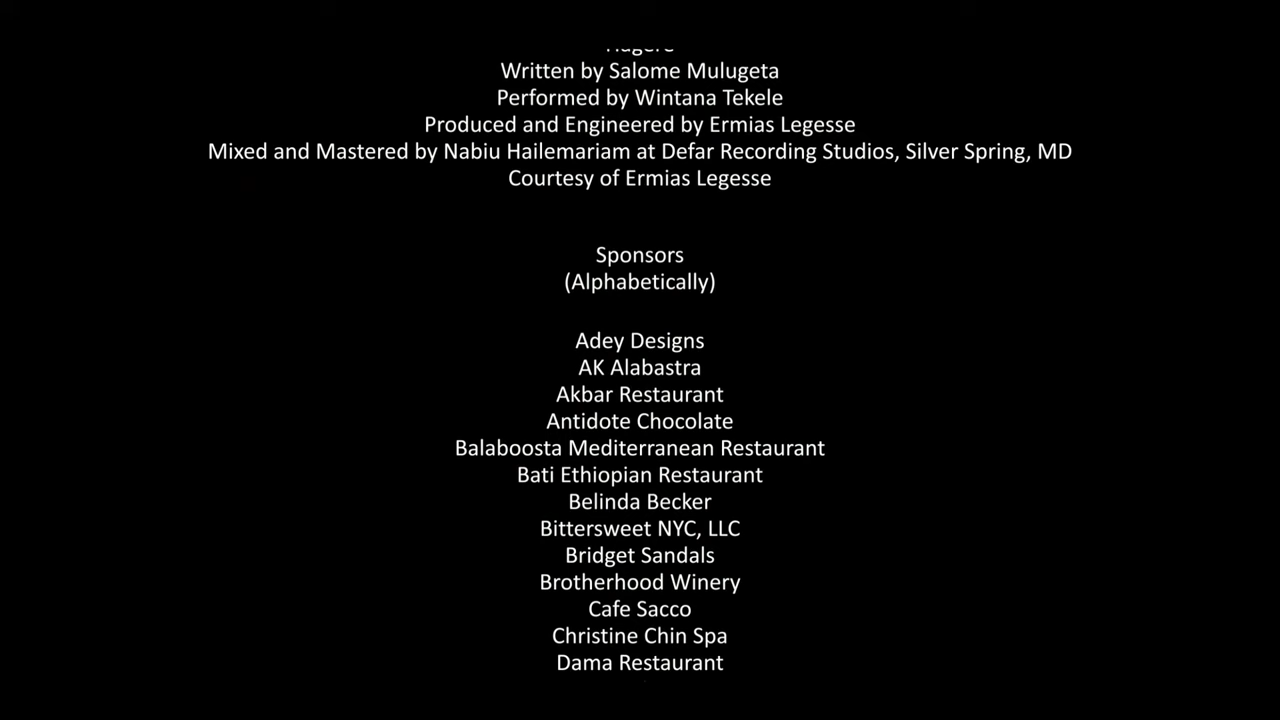 Written by Salome Mulugeta
Performed by Wintana Tekele
Produced and Engineered by Ermias Legesse
Mixed and Mastered by Nabiu Hailemariam at Defar Recording Studios, Silver Spring, MD
Courtesy of Ermias Legesse
Sponsors
(Alphabetically)
Adey Designs
AK Alabastra
Akbar Restaurant
Antidote Chocolate
Balaboosta Mediterranean Restaurant
Bati Ethiopian Restaurant
Belinda Becker
Bittersweet NYC, LLC
Bridget Sandals
Brotherhood Winery
Cafe Sacco
Christine Chin Spa
Dama Restaurant